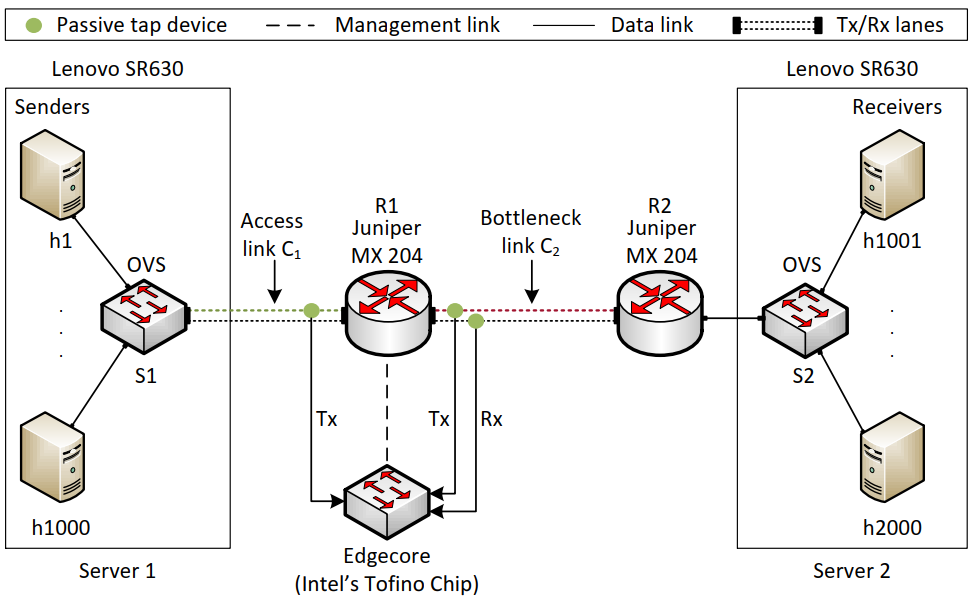 Passive tap device
Management link
Data link
Tx/Rx lanes
Lenovo SR630
Lenovo SR630
Senders
Receivers
h1
h1001
Access
link C1
R1
Juniper
MX 204
Bottleneck
link C2
R2
Juniper
MX 204
OVS
OVS
S1
S2
Tx
Tx
Rx
h1000
h2000
Edgecore
(Intel's Tofino Chip)
Server 1
Server 2